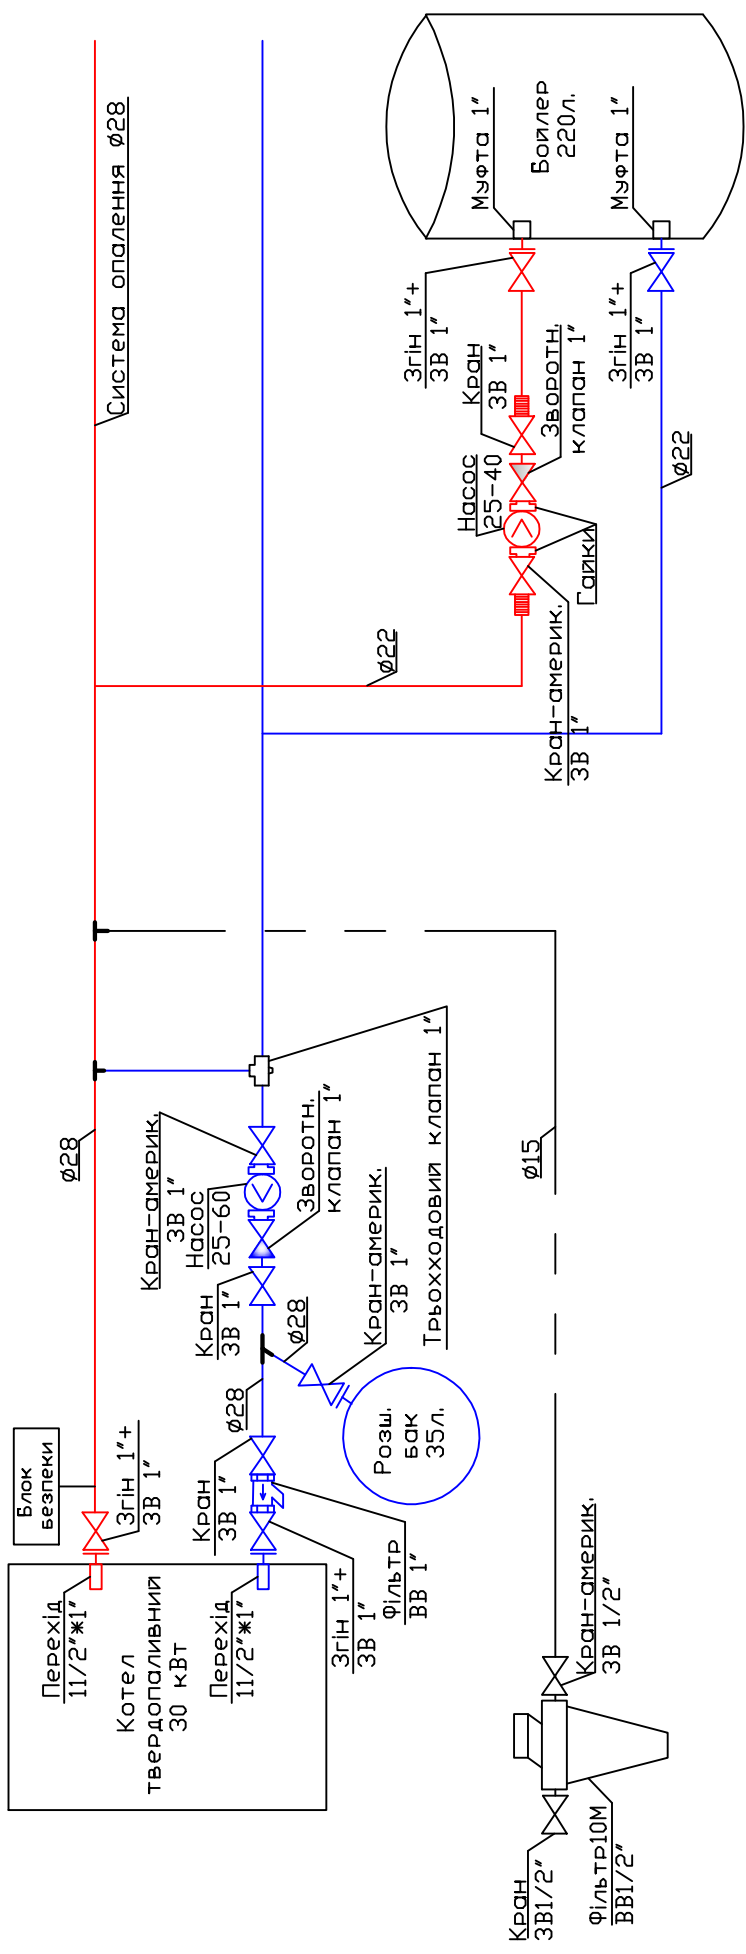 Система опалення ø28
Муфта 1"
Бойлер
220л.
Муфта 1"
Згін 1"+
ЗВ 1"
Кран
ЗВ 1"
Зворотн.
клапан 1"
Згін 1"+
ЗВ 1"
Насос
25-40
Гайки
ø22
ø22
Кран-америк.
ЗВ 1"
ø28
Кран-америк.
ЗВ 1"
Насос
25-60
Зворотн.
клапан 1"
Трьохходовий клапан 1"
ø15
Кран
ЗВ 1"
ø28
Кран-америк.
ЗВ 1"
ø28
Розш.
бак
35л.
Блок
безпеки
Згін 1"+
ЗВ 1"
Кран
ЗВ 1"
Фільтр
ВВ 1"
Згін 1"+
ЗВ 1"
Перехід
11/2"ж1"
Котел
твердопаливний
30 кВт
Перехід
11/2"ж1"
Кран-америк.
ЗВ 1/2"
Кран
ЗВ1/2"
Фільтр10М
ВВ1/2"